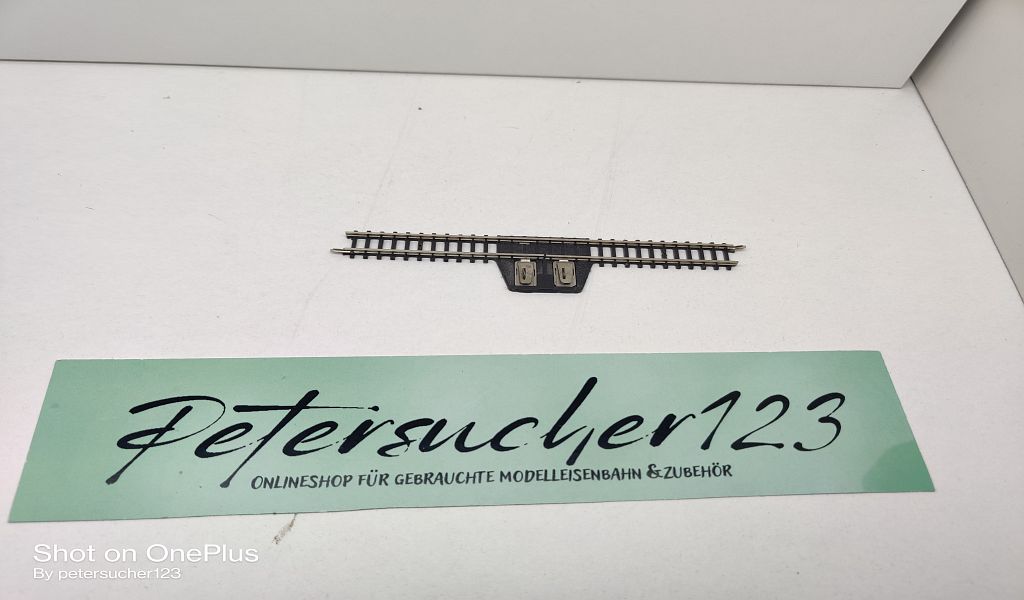 Petersucher123
ONLINESHOP FÜR GEBRAUCHTE MODELLEISENBAHN & ZUBEHÖR
Shot on OnePlus
By petersucher123